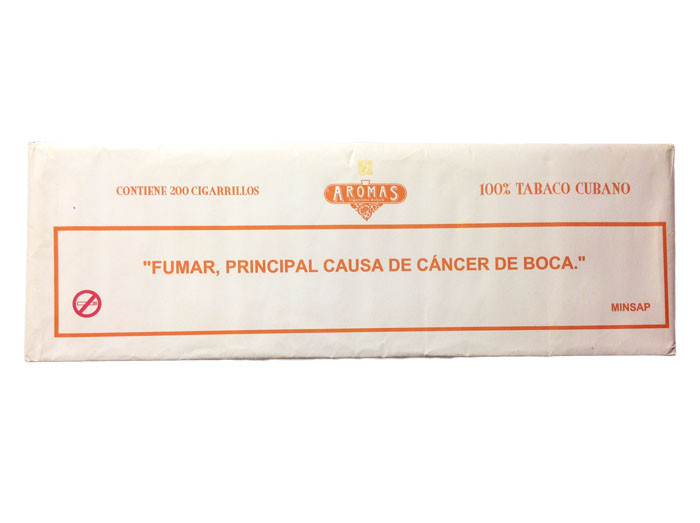 CONTIENE 200 CIGARRILLOS
AROMAS
100% TABACO CUBANO
"FUMAR, PRINCIPAL CAUSA DE CÁNCER DE BOCA."
MINSAP